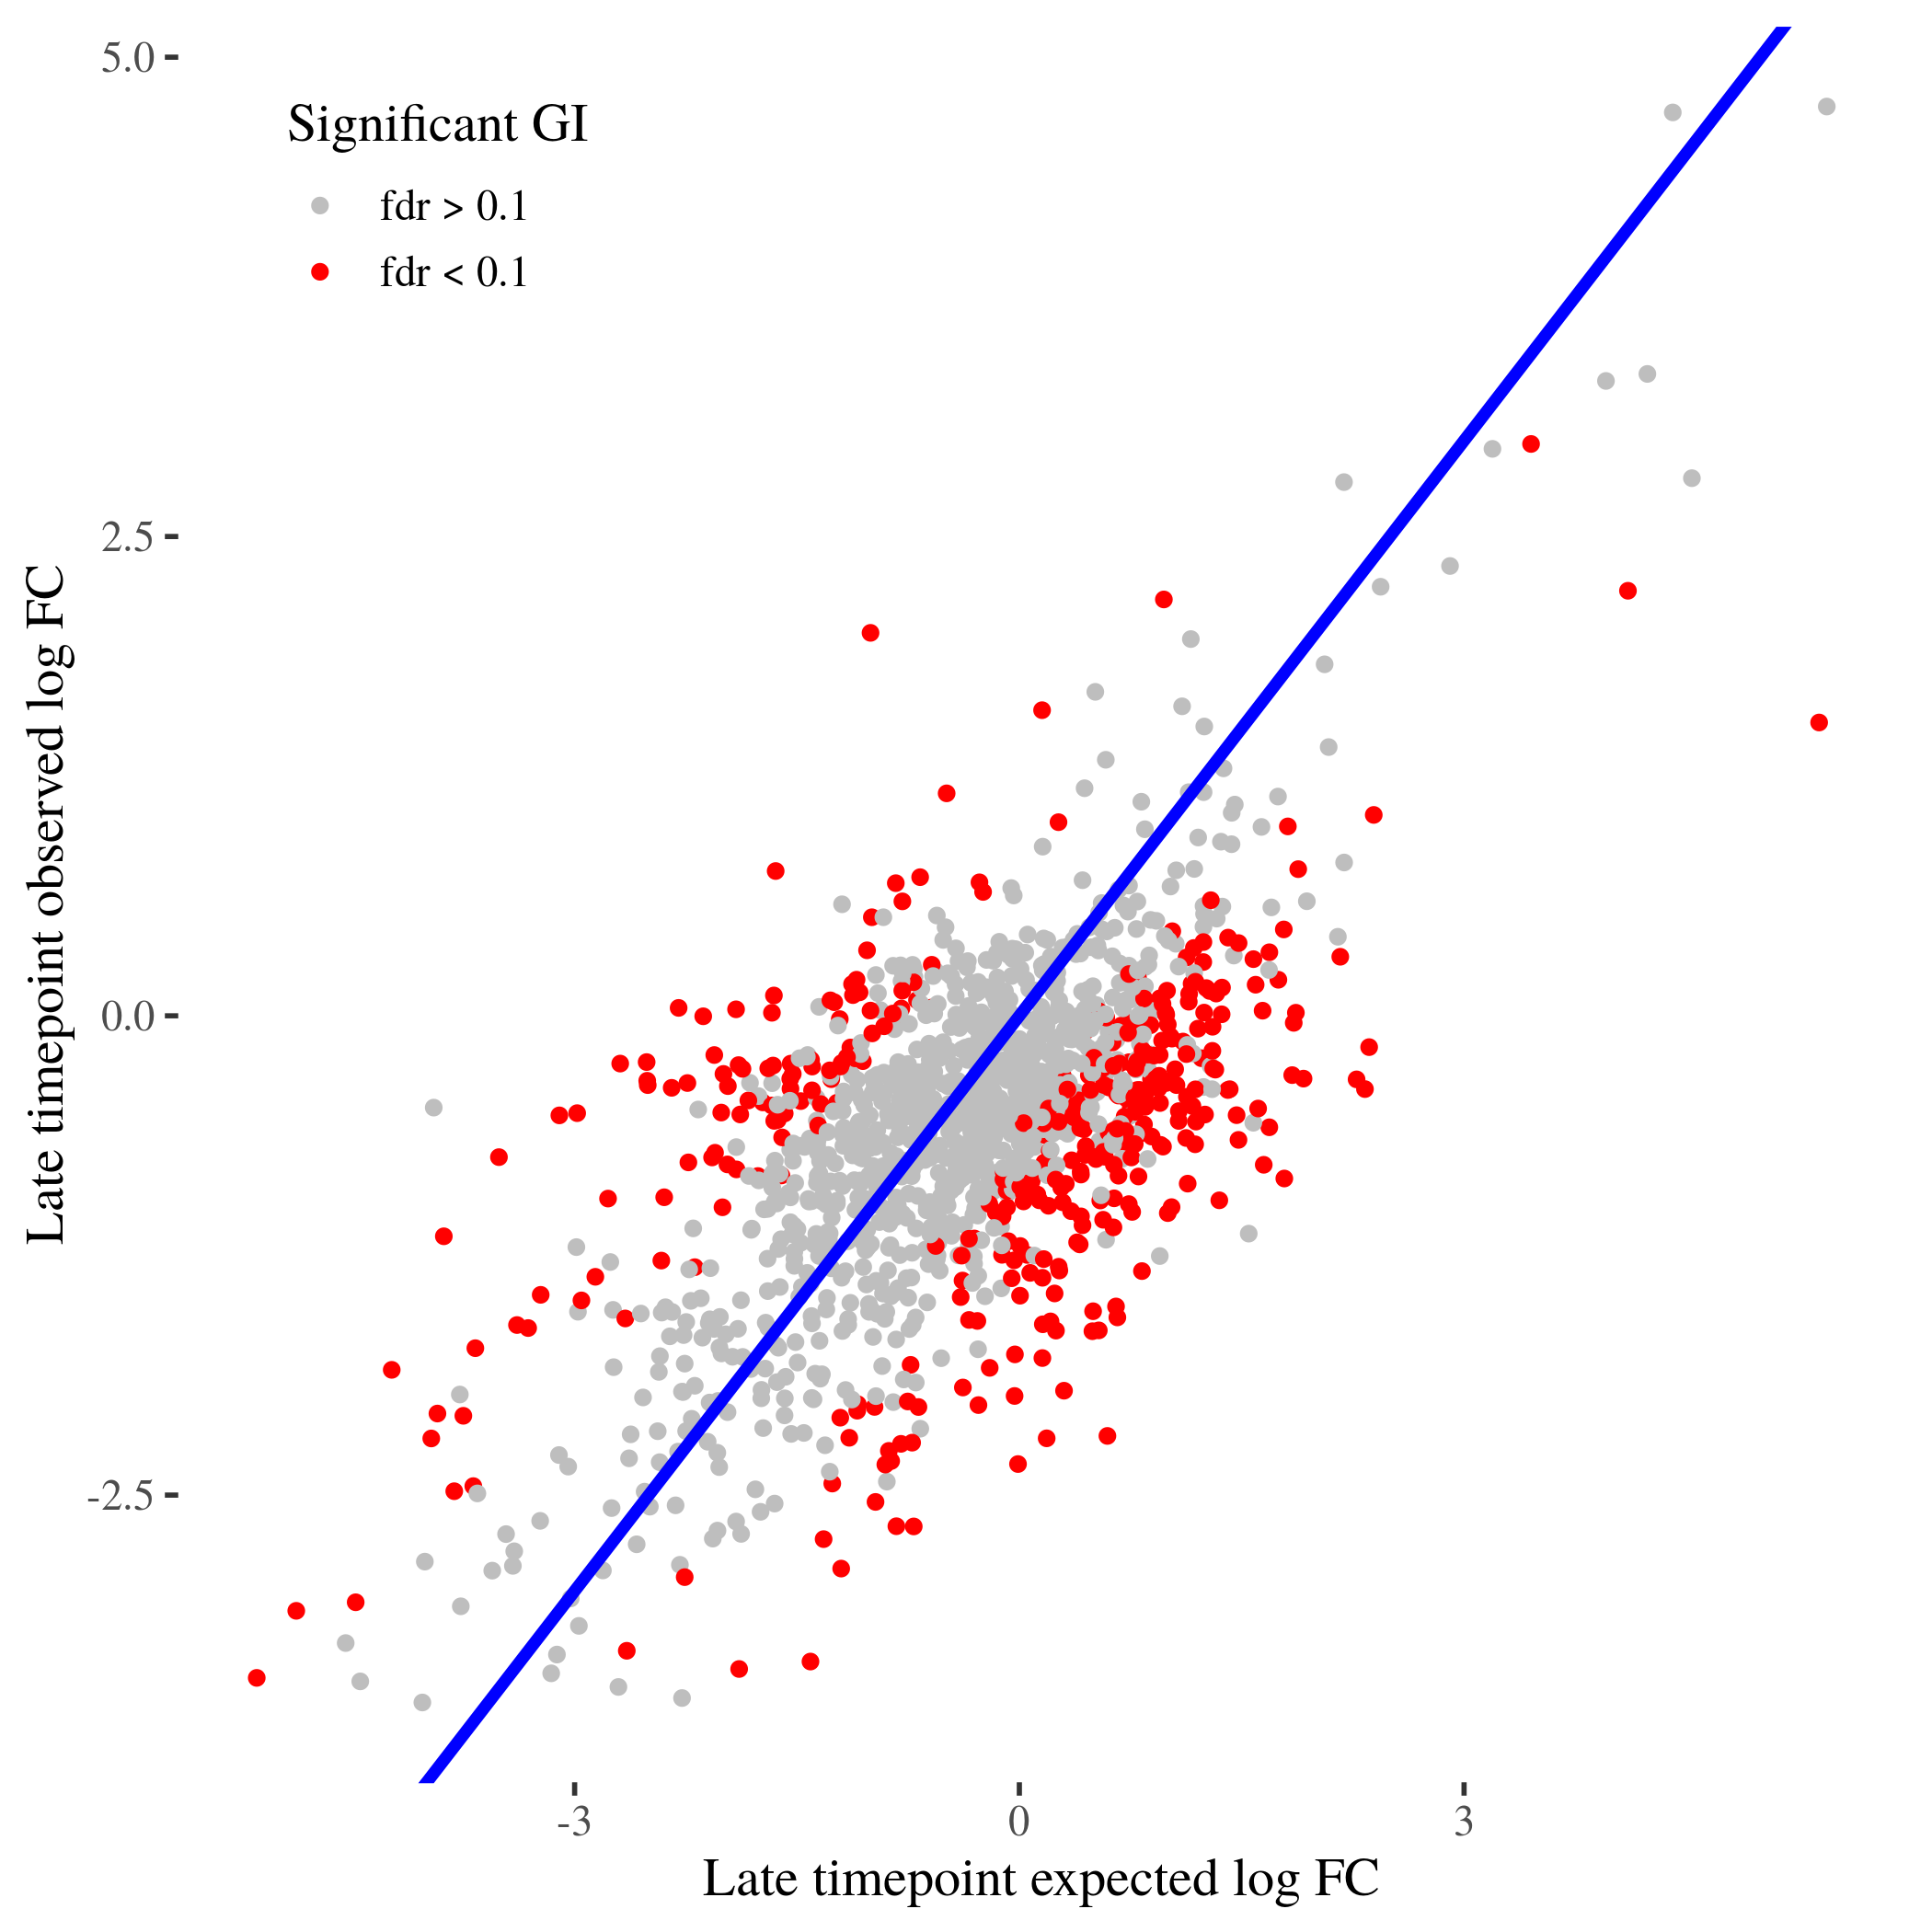 5.0
Significant GI
fdr > 0.1
fdr < 0.1
2.5
Late timepoint observed log FC
0.0
-2.5
-3
0
3
Late timepoint expected log FC